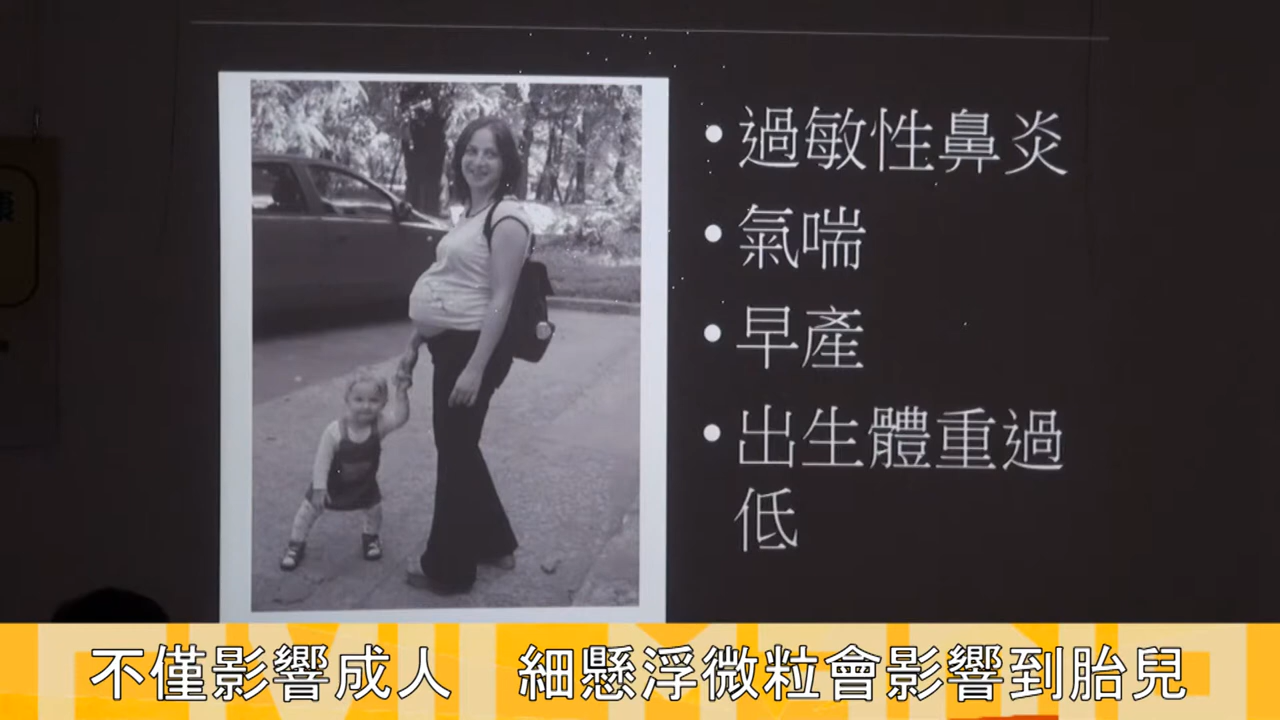 • 過敏性鼻炎
• 氣喘
• 早產
• 出生體重過
低
不僅影響成人 細懸浮微粒會影響到胎兒